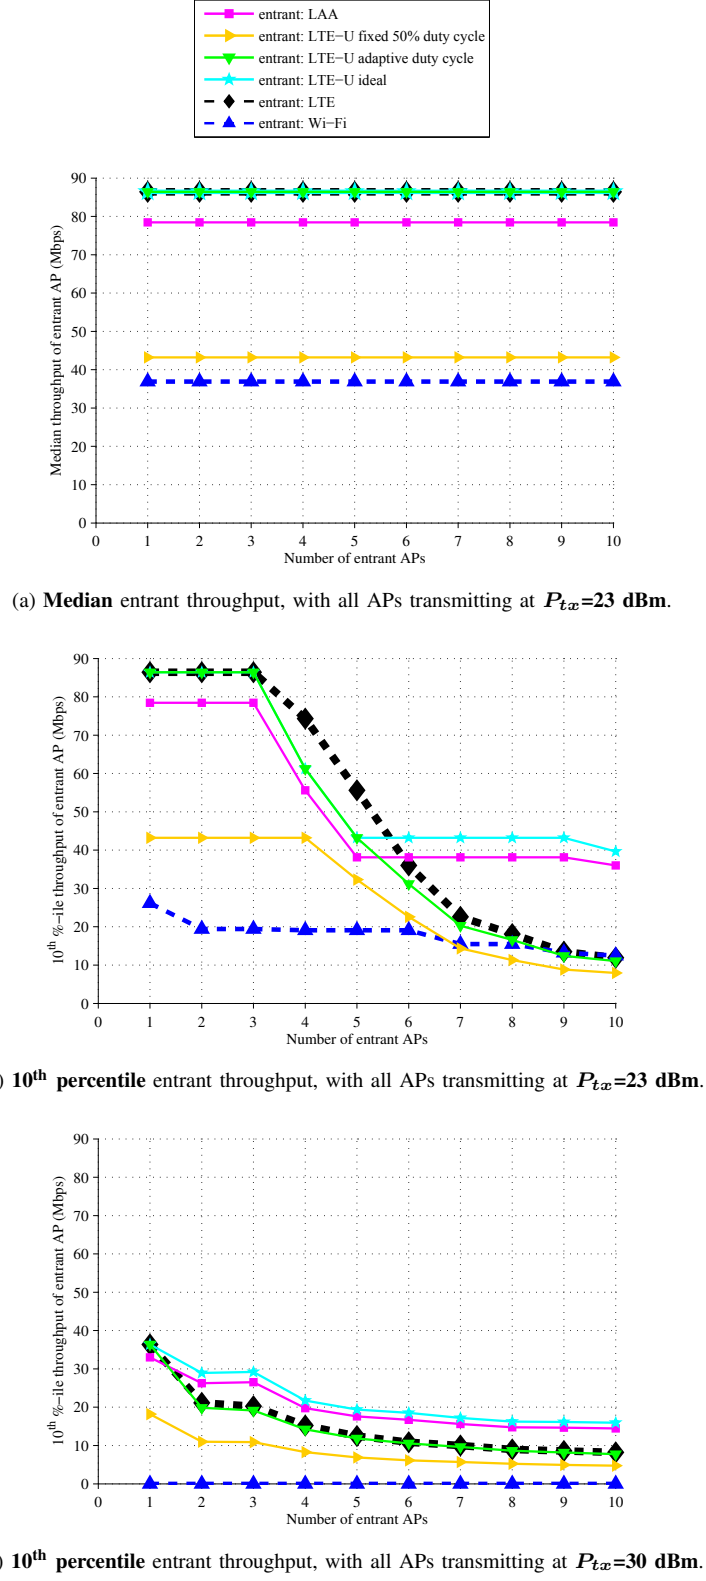 entrant: LAA
entrant: LTE−U fixed 50% duty cycle
entrant: LTE−U adaptive duty cycle
entrant: LTE−U ideal
entrant: LTE
entrant: Wi−Fi
90
80
70
60
50
40
30
20
10
0
Median throughput of entrant AP (Mbps)
0 1 2 3 4 5 6 7 8 9 10
Number of entrant APs
(a) Median entrant throughput, with all APs transmitting at P_tx=23 dBm.
90
80
70
60
50
40
30
20
10
0
10th %−ile throughput of entrant AP (Mbps)
0 1 2 3 4 5 6 7 8 9 10
Number of entrant APs
) 10th percentile entrant throughput, with all APs transmitting at P_tx=23 dBm.
90
80
70
60
50
40
30
20
10
0
10th %−ile throughput of entrant AP (Mbps)
0 1 2 3 4 5 6 7 8 9 10
Number of entrant APs
) 10th percentile entrant throughput, with all APs transmitting at P_tx=30 dBm.